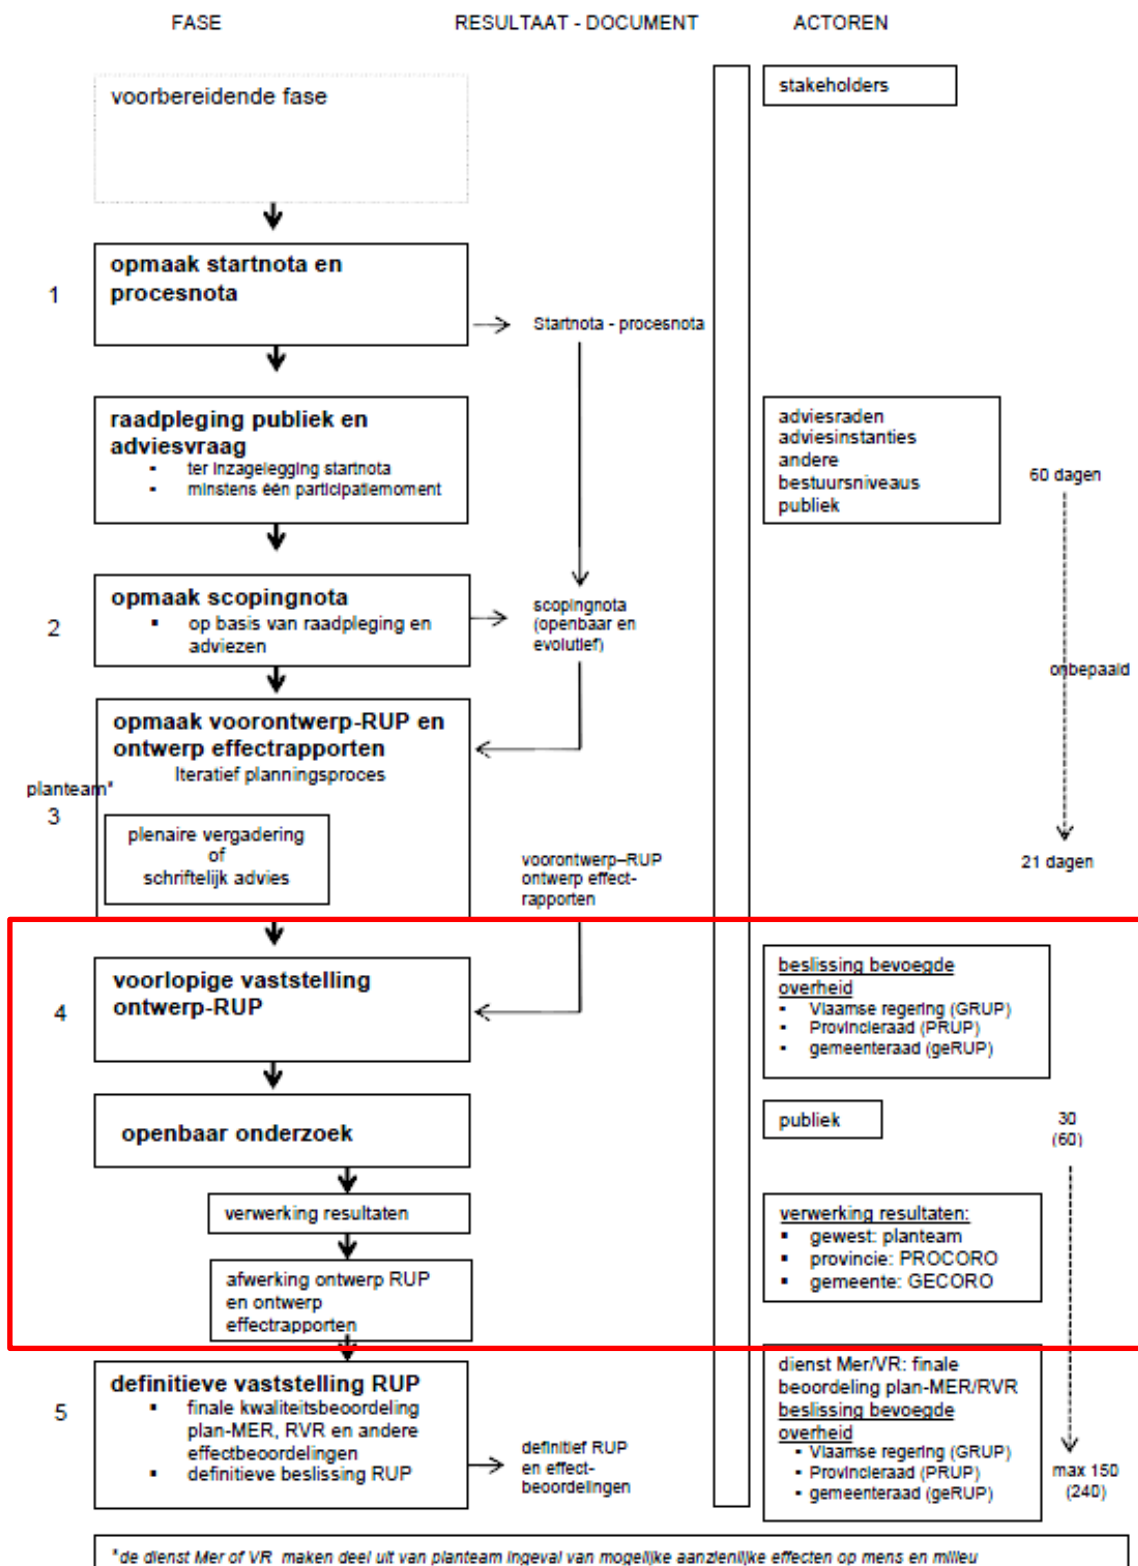 FASE
RESULTAAT - DOCUMENT
ACTOREN
voorbereidende fase
stakeholders
1
opmaak startnota en
procesnota
Startnota - procesnota
raadpleging publiek en
adviesvraag
▪ ter inzagelegging startnota
▪ minstens één participatiemoment
adviesraden
adviesinstanties
andere
bestuursniveaus
publiek
60 dagen
2
opmaak scopingnota
▪ op basis van raadpleging en
adviezen
scopingnota
(openbaar en
evolutief)
onbepaald
opmaak voorontwerp-RUP en
ontwerp effectrapporten
Iteratief planningsproces
planteam*
3
plenaire vergadering
of
schriftelijk advies
voorontwerp–RUP
ontwerp effect-
rapporten
21 dagen
4
voorlopige vaststelling
ontwerp-RUP
beslissing bevoegde
overheid
▪ Vlaamse regering (GRUP)
▪ Provincieraad (PRUP)
▪ gemeenteraad (geRUP)
openbaar onderzoek
publiek
30
(60)
verwerking resultaten
verwerking resultaten:
▪ gewest: planteam
▪ provincie: PROCORO
▪ gemeente: GECORO
afwerking ontwerp RUP
en ontwerp
effectrapporten
5
definitieve vaststelling RUP
▪ finale kwaliteitsbeoordeling
plan-MER, RVR en andere
effectbeoordelingen
▪ definitieve beslissing RUP
definitief RUP
en effect-
beoordelingen
dienst Mer/VR: finale
beoordeling plan-MER/RVR
beslissing bevoegde
overheid
▪ Vlaamse regering (GRUP)
▪ Provincieraad (PRUP)
▪ gemeenteraad (geRUP)
max 150
(240)
*de dienst Mer of VR maken deel uit van planteam ingeval van mogelijke aanzienlijke effecten op mens en milieu